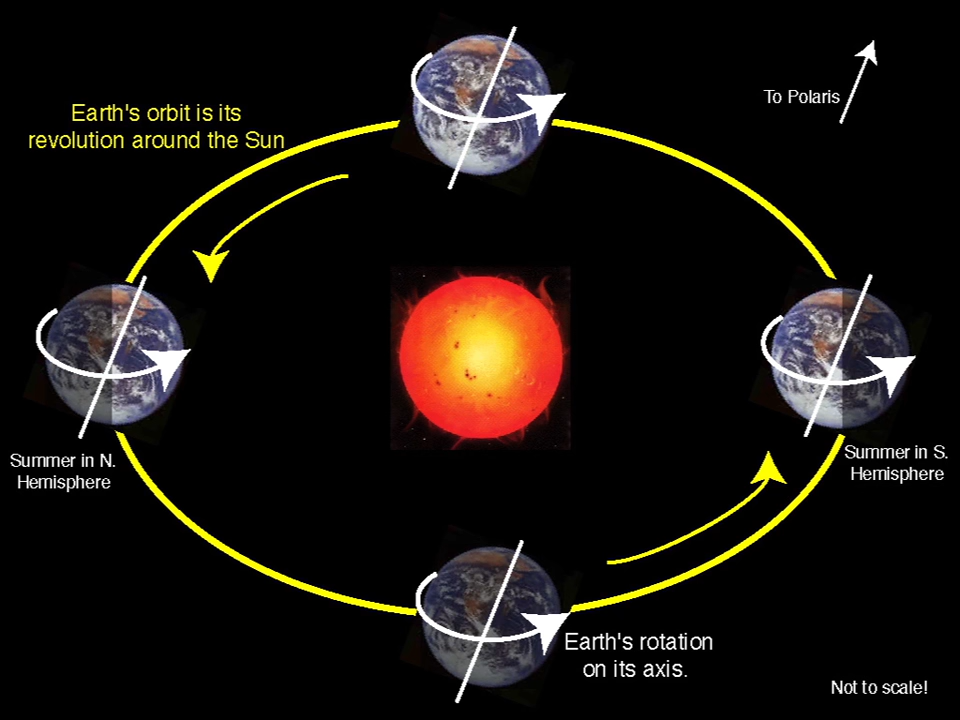 To Polaris
Earth's orbit is its
revolution around the Sun
Summer in N.
Hemisphere
Summer in S.
Hemisphere
Earth's rotation
on its axis.
Not to scale!